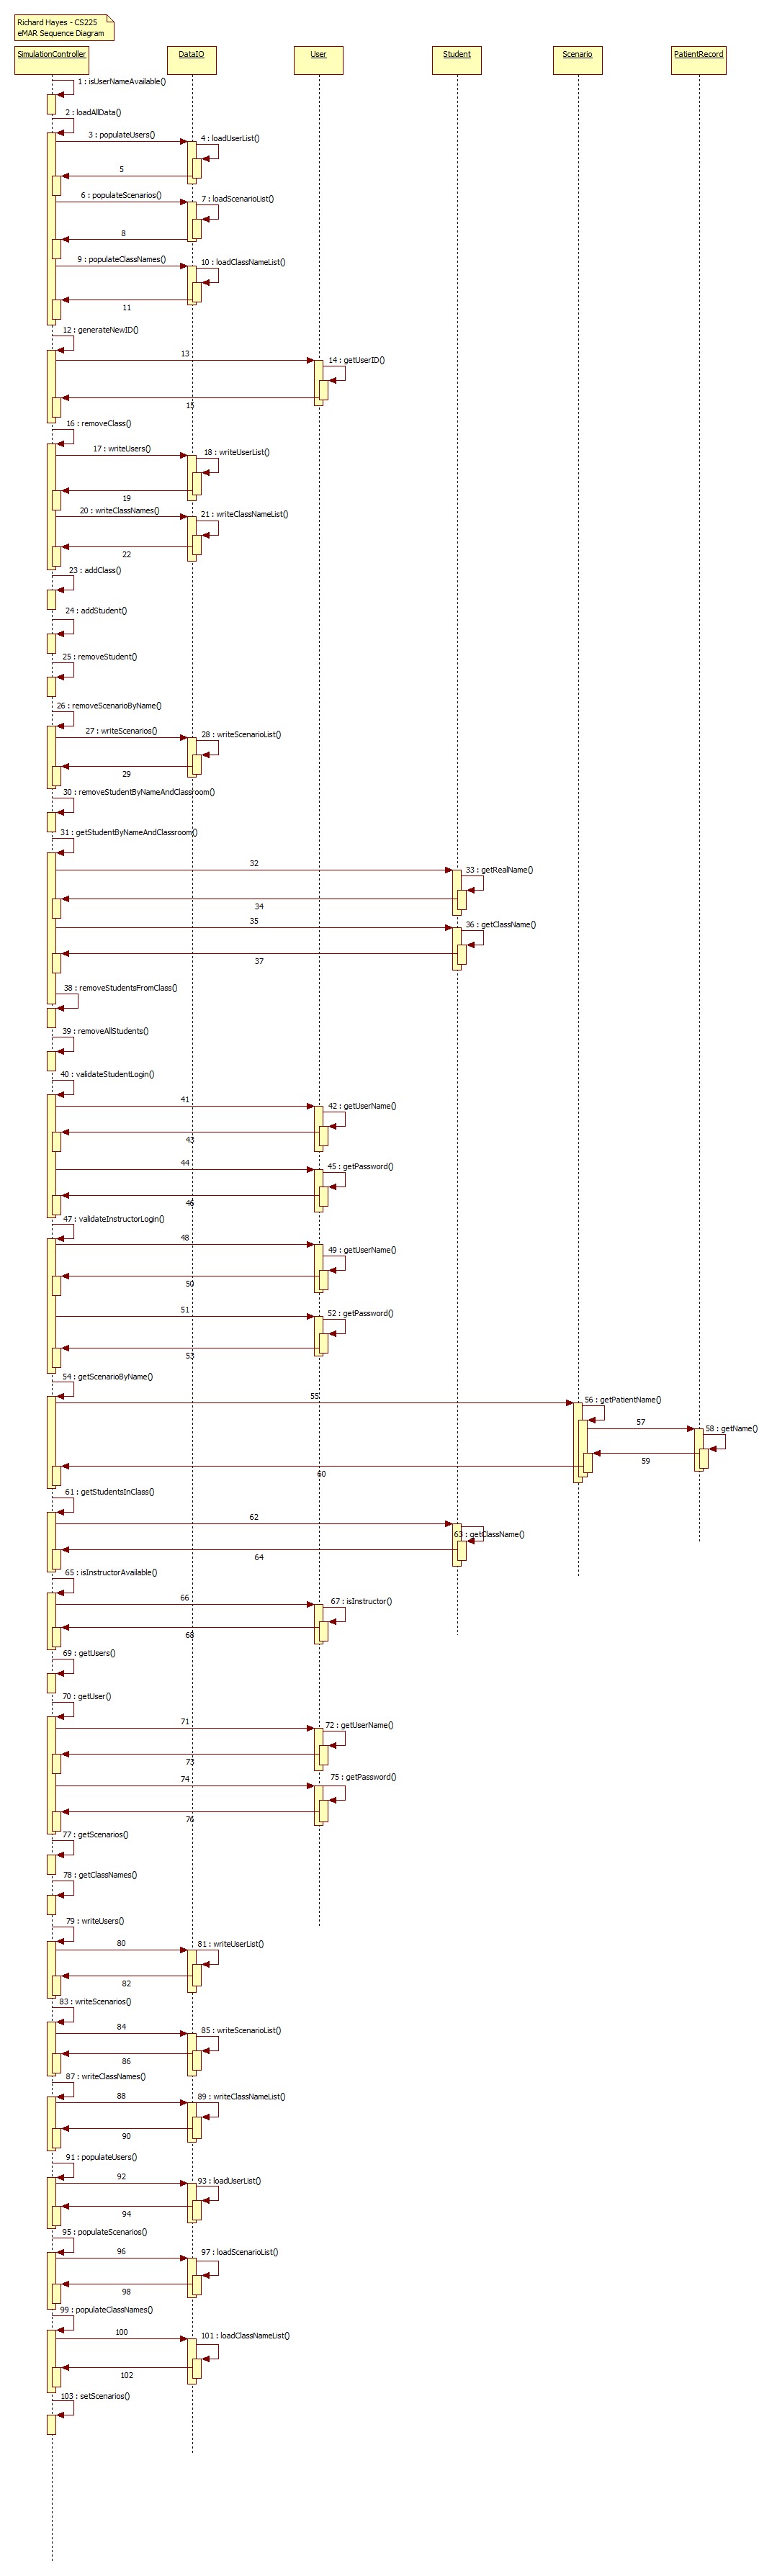 Richard Hayes - CS225
eMAR Sequence Diagram
SimulationController
DataIO
User
Student
Scenario
PatientRecord
1 : isUserNameAvailable()
2 : loadAllData()
3 : populateUsers()
4 : loadUserList()
5
6 : populateScenarios()
7 : loadScenarioList()
8
9 : populateClassNames()
10 : loadClassNameList()
11
12 : generateNewID()
13
14 : getUserID()
15
16 : removeClass()
17 : writeUsers()
18 : writeUserList()
19
20 : writeClassNames()
21 : writeClassNameList()
22
23 : addClass()
24 : addStudent()
25 : removeStudent()
26 : removeScenarioByName()
27 : writeScenarios()
28 : writeScenarioList()
29
30 : removeStudentByNameAndClassroom()
31 : getStudentByNameAndClassroom()
32
33 : getRealName()
34
35
36 : getClassName()
37
38 : removeStudentsFromClass()
39 : removeAllStudents()
40 : validateStudentLogin()
41
42 : getUserName()
43
44
45 : getPassword()
46
47 : validateInstructorLogin()
48
49 : getUserName()
50
51
52 : getPassword()
53
54 : getScenarioByName()
55
56 : getPatientName()
57
58 : getName()
59
60
61 : getStudentsInClass()
62
63 : getClassName()
64
65 : isInstructorAvailable()
66
67 : isInstructor()
68
69 : getUsers()
70 : getUser()
71
72 : getUserName()
73
74
75 : getPassword()
76
77 : getScenarios()
78 : getClassNames()
79 : writeUsers()
80
81 : writeUserList()
82
83 : writeScenarios()
84
85 : writeScenarioList()
86
87 : writeClassNames()
88
89 : writeClassNameList()
90
91 : populateUsers()
92
93 : loadUserList()
94
95 : populateScenarios()
96
97 : loadScenarioList()
98
99 : populateClassNames()
100
101 : loadClassNameList()
102
103 : setScenarios()